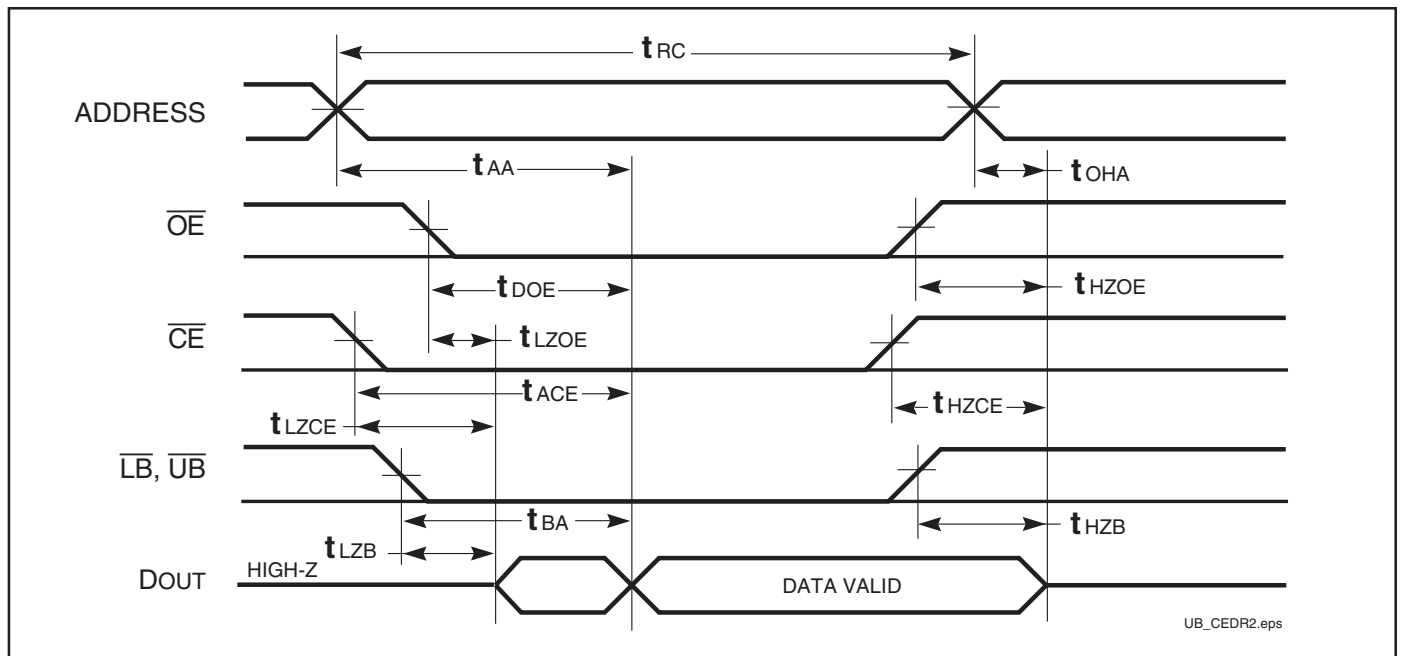 tRC
ADDRESS
tAA
tOHA
OE
tDOE
tHZOE
CE
tLZOE
tACE
tHZCE
tLZCE
LB, UB
tBA
tHZB
tLZB
DOUT
HIGH-Z
DATA VALID
UB_CEDR2.eps